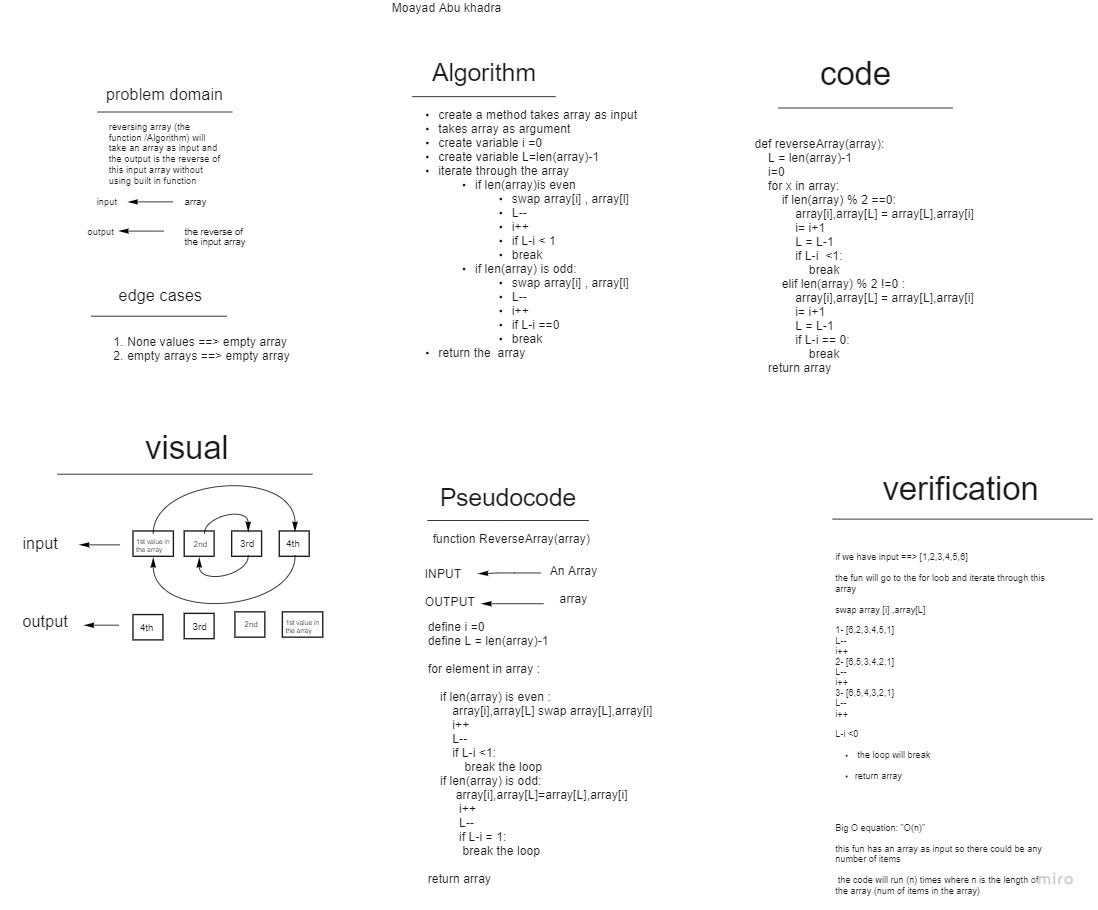 Moayad Abu khadra
problem domain
reversing array (the
function /Algorithm) will
take an array as input and
the output is the reverse of
this input array without
using built in function
input array
output the reverse of
the input array
edge cases
1. None values ==> empty array
2. empty arrays ==> empty array
Algorithm
• create a method takes array as input
• takes array as argument
• create variable i =0
• create variable L=len(array)-1
• iterate through the array
• if len(array)is even
• swap array[i] , array[l]
• L--
• i++
• if L-i < 1
• break
• if len(array) is odd:
• swap array[i] , array[l]
• L--
• i++
• if L-i ==0
• break
• return the  array
code
def reverseArray(array):
L = len(array)-1
i=0
for x in array:
if len(array) % 2 ==0:
array[i],array[L] = array[L],array[i]
i= i+1
L = L-1
if L-i  <1:
break
elif len(array) % 2 !=0 :
array[i],array[L] = array[L],array[i]
i= i+1
L = L-1
if L-i == 0:
break
return array
visual
input
1st value in
the array
2nd
3rd
4th
output
4th
3rd
2nd
1st value in
the array
Pseudocode
function ReverseArray(array)
INPUT An Array
OUTPUT array
define i =0
define L = len(array)-1
for element in array :
if len(array) is even :
array[i],array[L] swap array[L],array[i]
i++
L--
if L-i <1:
break the loop
if len(array) is odd:
array[i],array[L]=array[L],array[i]
i++
L--
if L-i = 1:
break the loop
return array
verification
if we have input ==> [1,2,3,4,5,6]
the fun will go to the for loob and iterate through this
array
swap array [i] ,array[L]
1- [6,2,3,4,5,1]
L--
i++
2- [6,5,3,4,2,1]
L--
i++
3- [6,5,4,3,2,1]
L--
i++
L-i <0
• the loop will break
• return array
Big O equation: "O(n)"
this fun has an array as input so there could be any
number of items
the code will run (n) times where n is the length of
the array (num of items in the array)
miro